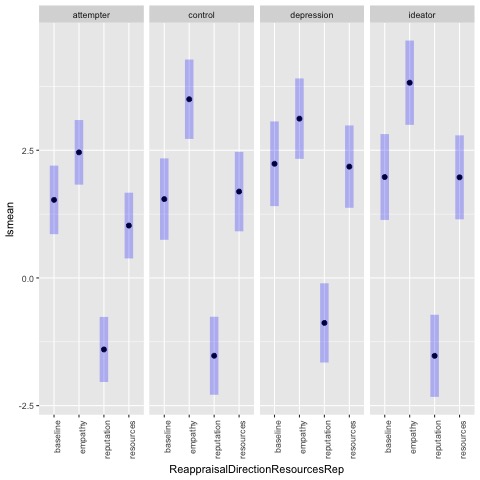 attempter control depression ideator
lsmean
2.5
0.0
-2.5
baseline empathy reputation resources baseline empathy reputation resources baseline empathy reputation resources baseline empathy reputation resources
ReappraisalDirectionResourcesRep